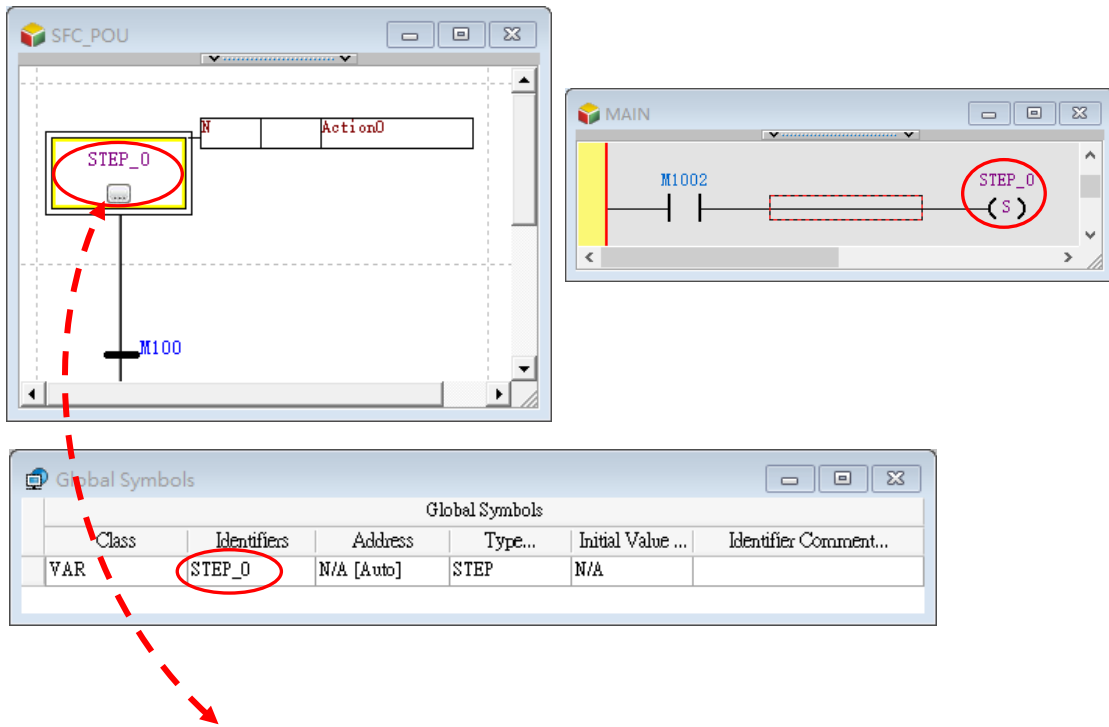 SFC_POU
N Action0
STEP_0
...
M100
MAIN
M1002 STEP_0
S
Global Symbols
Global Symbols
Class Identifiers Address Type... Initial Value ... Identifier Comment...
VAR STEP_0 N/A [Auto] STEP N/A